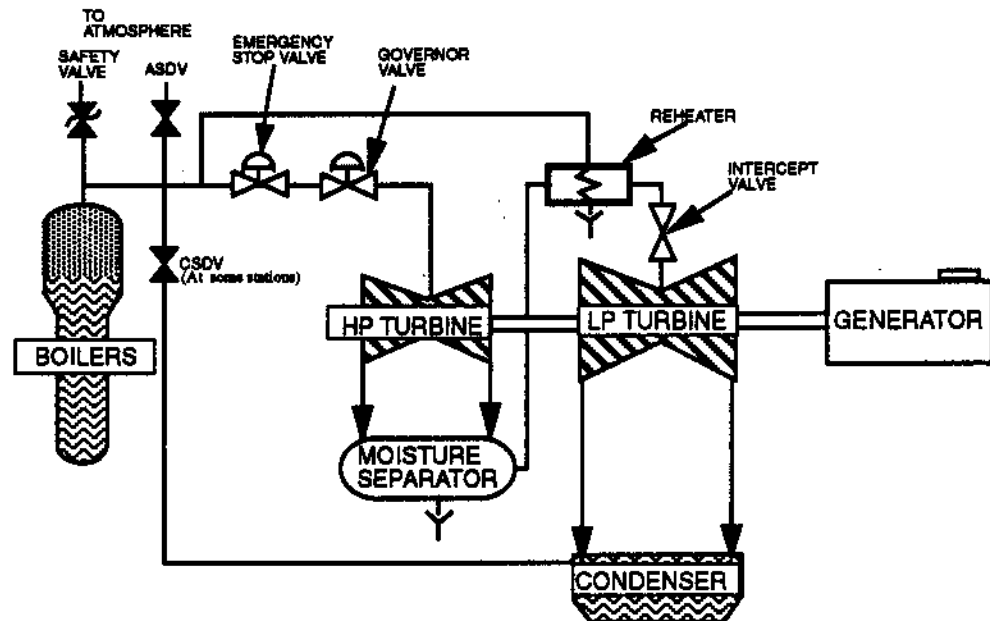 TO
ATMOSPHERE
SAFETY
VALVE
ASDV
EMERGENCY
STOP VALVE
GOVERNOR
VALVE
REHEATER
INTERCEPT
VALVE
CSDV
(At some stations)
HP TURBINE
LP TURBINE
GENERATOR
BOILERS
MOISTURE
SEPARATOR
CONDENSER